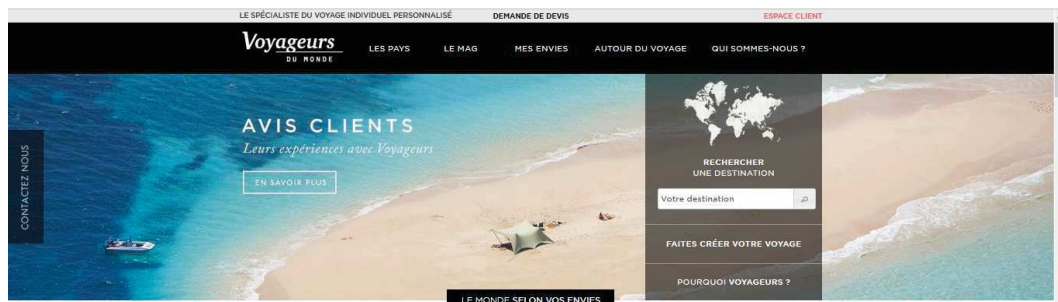 LE SPÉCIALISTE DU VOYAGE INDIVIDUEL PERSONNALISÉ
DEMANDE DE DEVIS
ESPACE CLIENT
Voyageurs
DU MONDE
LES PAYS
LE MAG
MES ENVIES
AUTOUR DU VOYAGE
QUI SOMMES-NOUS ?
CONTACTEZ NOUS
AVIS CLIENTS
Leurs expériences avec Voyageurs
EN SAVOIR PLUS
RECHERCHER
UNE DESTINATION
Votre destination
FAITES CRÉER VOTRE VOYAGE
POURQUOI VOYAGEURS ?
LE MONDE SELON VOS ENVIES